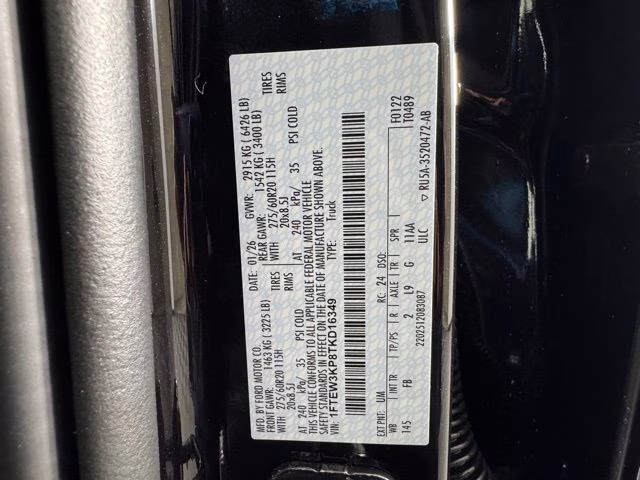 MFD. BY FORD MOTOR CO.
DATE: 01/26 GVWR: 2915 KG ( 6426 LB)
FRONT GAWR: 1463 KG ( 3225 LB) REAR GAWR: 1542 KG ( 3400 LB)
WITH 275/60R20 115H TIRES WITH 275/60R20 115H TIRES
20x8.5J RIMS 20x8.5J RIMS
AT 240 kPa/ 35 PSI COLD AT 240 kPa/ 35 PSI COLD
THIS VEHICLE CONFORMS TO ALL APPLICABLE FEDERAL MOTOR VEHICLE
SAFETY STANDARDS IN EFFECT ON THE DATE OF MANUFACTURE SHOWN ABOVE.
VIN: 1FTEW3KP8TKD16349 TYPE: Truck
F0122
T0489
EXT PNT: UM RC: 24 DSO:
WB INT TR TP/PS R AXLE TR SPR
145 FB 2 L9 G 11AA
ULC
2202512083087
RU5A-3520472-AB